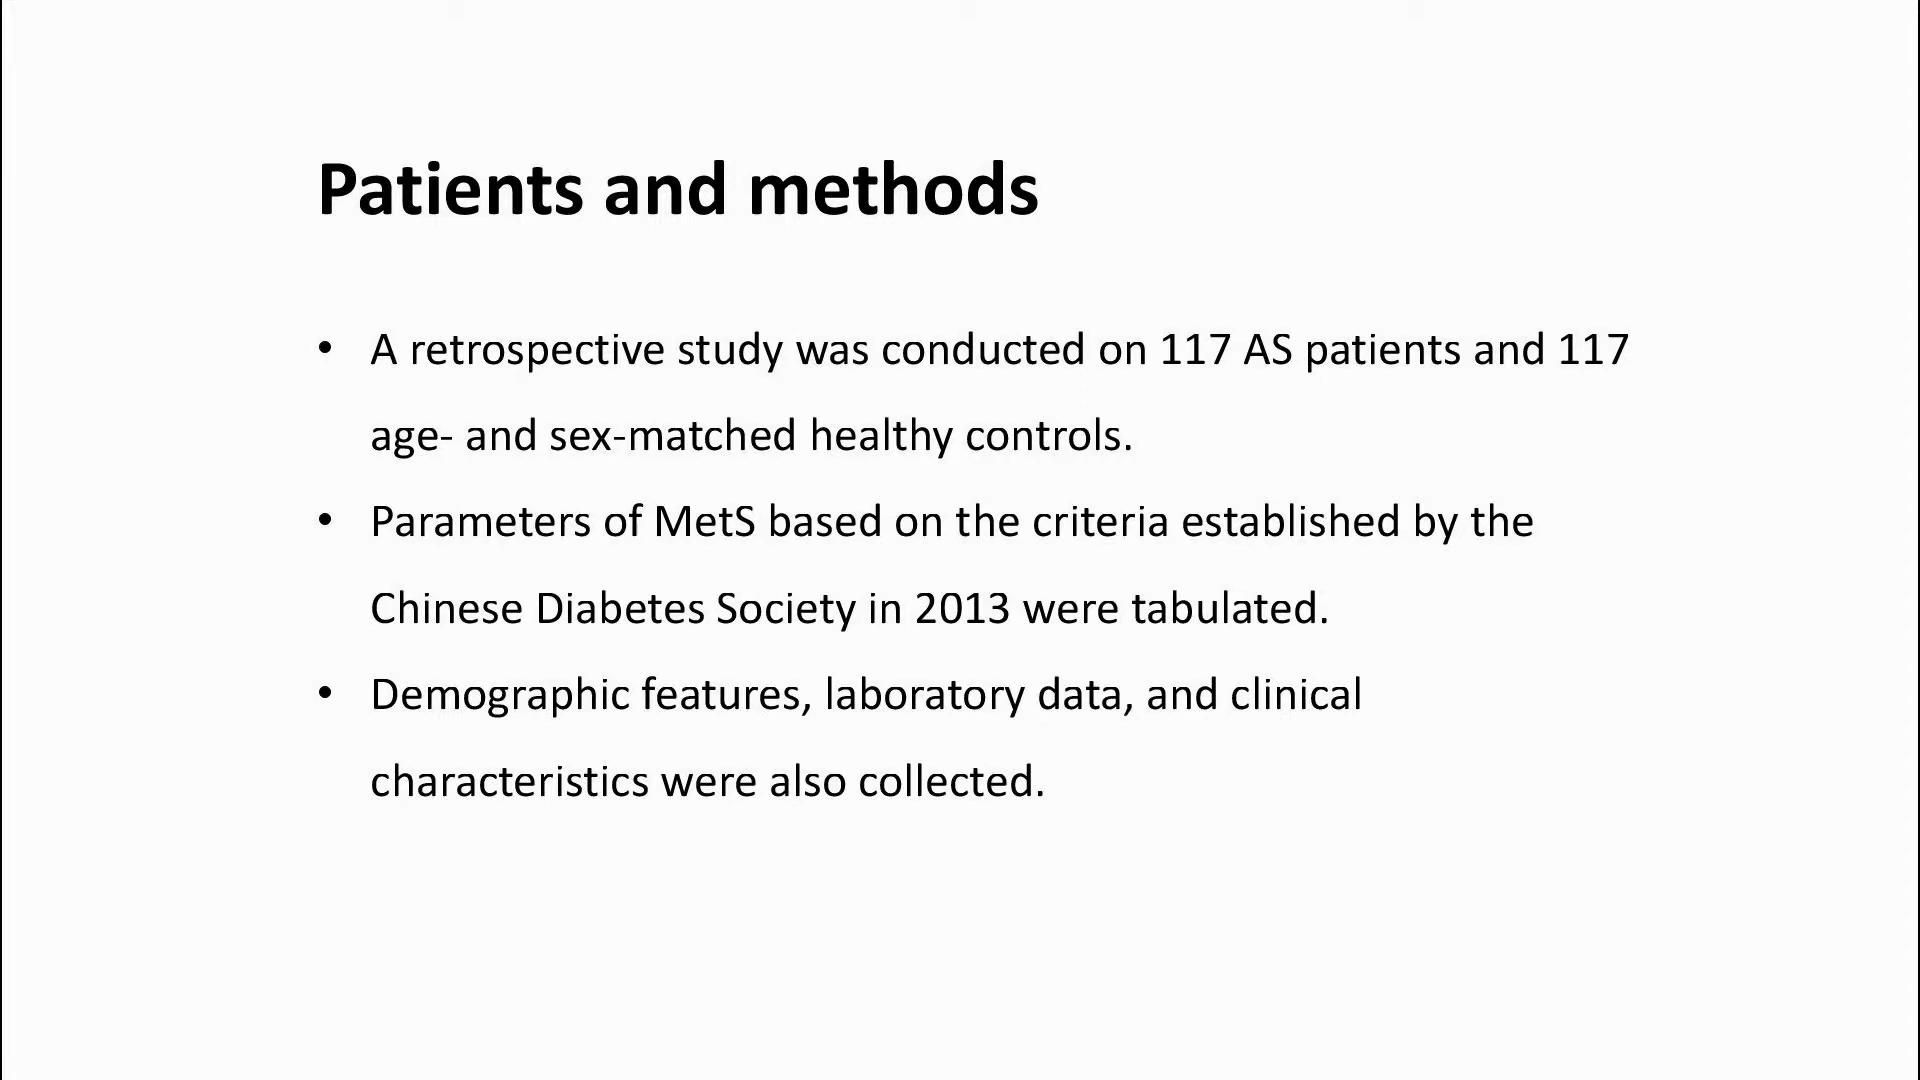 Patients and methods
• A retrospective study was conducted on 117 AS patients and 117
age- and sex-matched healthy controls.
• Parameters of MetS based on the criteria established by the
Chinese Diabetes Society in 2013 were tabulated.
• Demographic features, laboratory data, and clinical
characteristics were also collected.